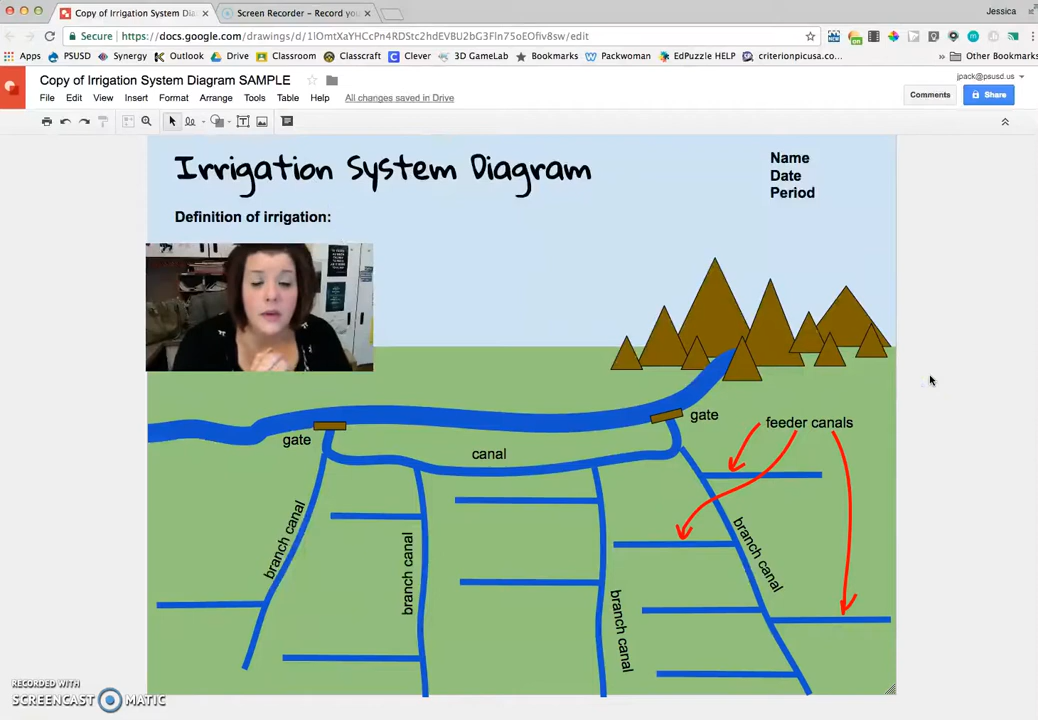 Copy of Irrigation System Dia
Screen Recorder – Record you
Jessica
Secure
https://docs.google.com/drawings/d/1lOmtXaYHCcPn4RDStc2hdEVBU2bG3Fln75oEOfiv8sw/edit
Apps PSUSD Synergy Outlook Drive Classroom Classcraft Clever 3D GameLab Bookmarks Packwoman EdPuzzle HELP criterionpicusa.co... » Other Bookmarks
Copy of Irrigation System Diagram SAMPLE
jpack@psusd.us
File Edit View Insert Format Arrange Tools Table Help All changes saved in Drive
Comments
Share
Irrigation System Diagram
Name
Date
Period
Definition of irrigation:
gate
feeder canals
gate
canal
branch canal
branch canal
branch canal
branch canal
RECORDED WITH
SCREENCAST MATIC